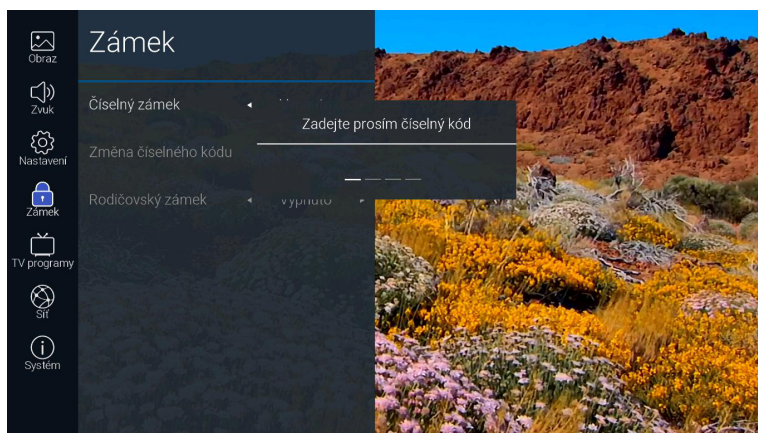 Obraz
Zvuk
Nastavení
Zámek
TV programy
Síť
Systém
Zámek
Číselný zámek
Změna číselného kódu
Rodičovský zámek
Vypnuto
Zadejte prosím číselný kód